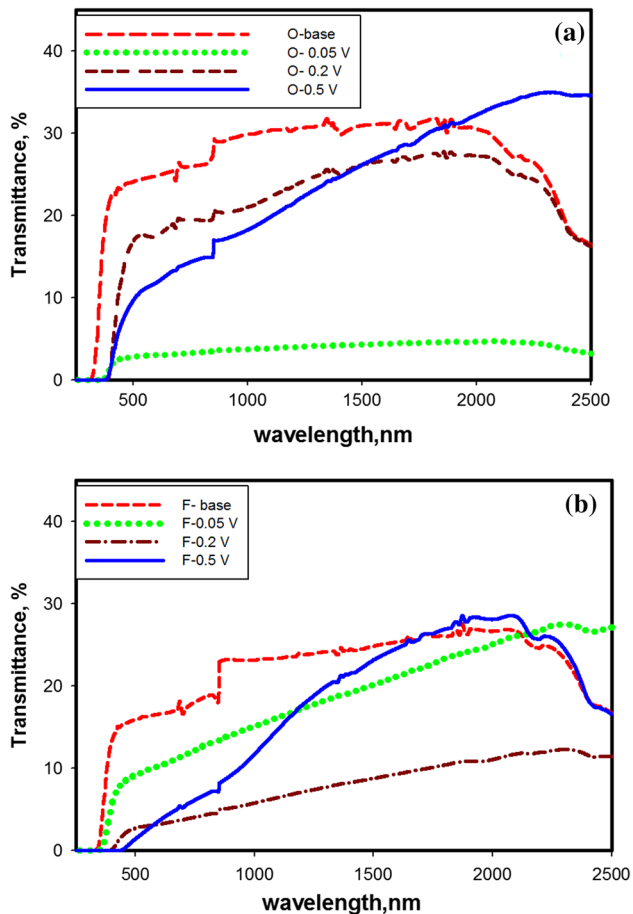 (a)
O-base
O- 0.05 V
O- 0.2 V
O-0.5 V
Transmittance, %
40
30
20
10
0
500 1000 1500 2000 2500
wavelength,nm
(b)
F- base
F-0.05 V
F-0.2 V
F-0.5 V
Transmittance, %
40
30
20
10
0
500 1000 1500 2000 2500
wavelength,nm